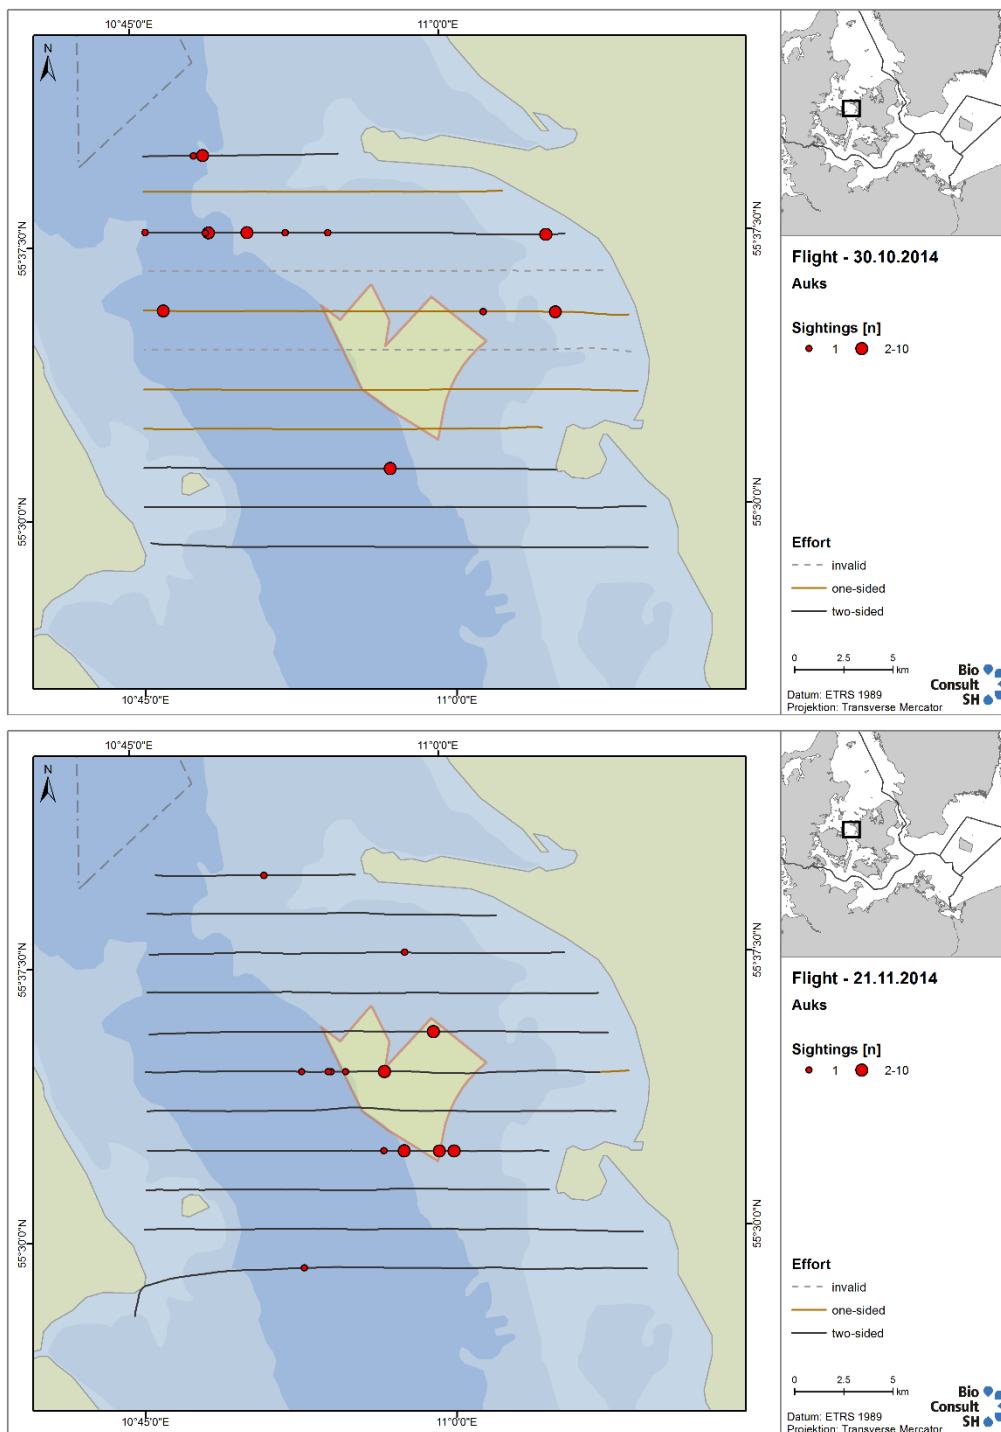 10°45'0"E
11°0'0"E
N
55°37'30"N
55°37'30"N
55°30'0"N
55°30'0"N
10°45'0"E
11°0'0"E
Flight - 30.10.2014
Auks
Sightings [n]
1
2-10
Effort
invalid
one-sided
two-sided
0
2.5
5
km
Datum: ETRS 1989
Projektion: Transverse Mercator
Bio
Consult
SH
10°45'0"E
11°0'0"E
N
55°37'30"N
55°37'30"N
55°30'0"N
55°30'0"N
10°45'0"E
11°0'0"E
Flight - 21.11.2014
Auks
Sightings [n]
1
2-10
Effort
invalid
one-sided
two-sided
0
2.5
5
km
Datum: ETRS 1989
Projektion: Transverse Mercator
Bio
Consult
SH